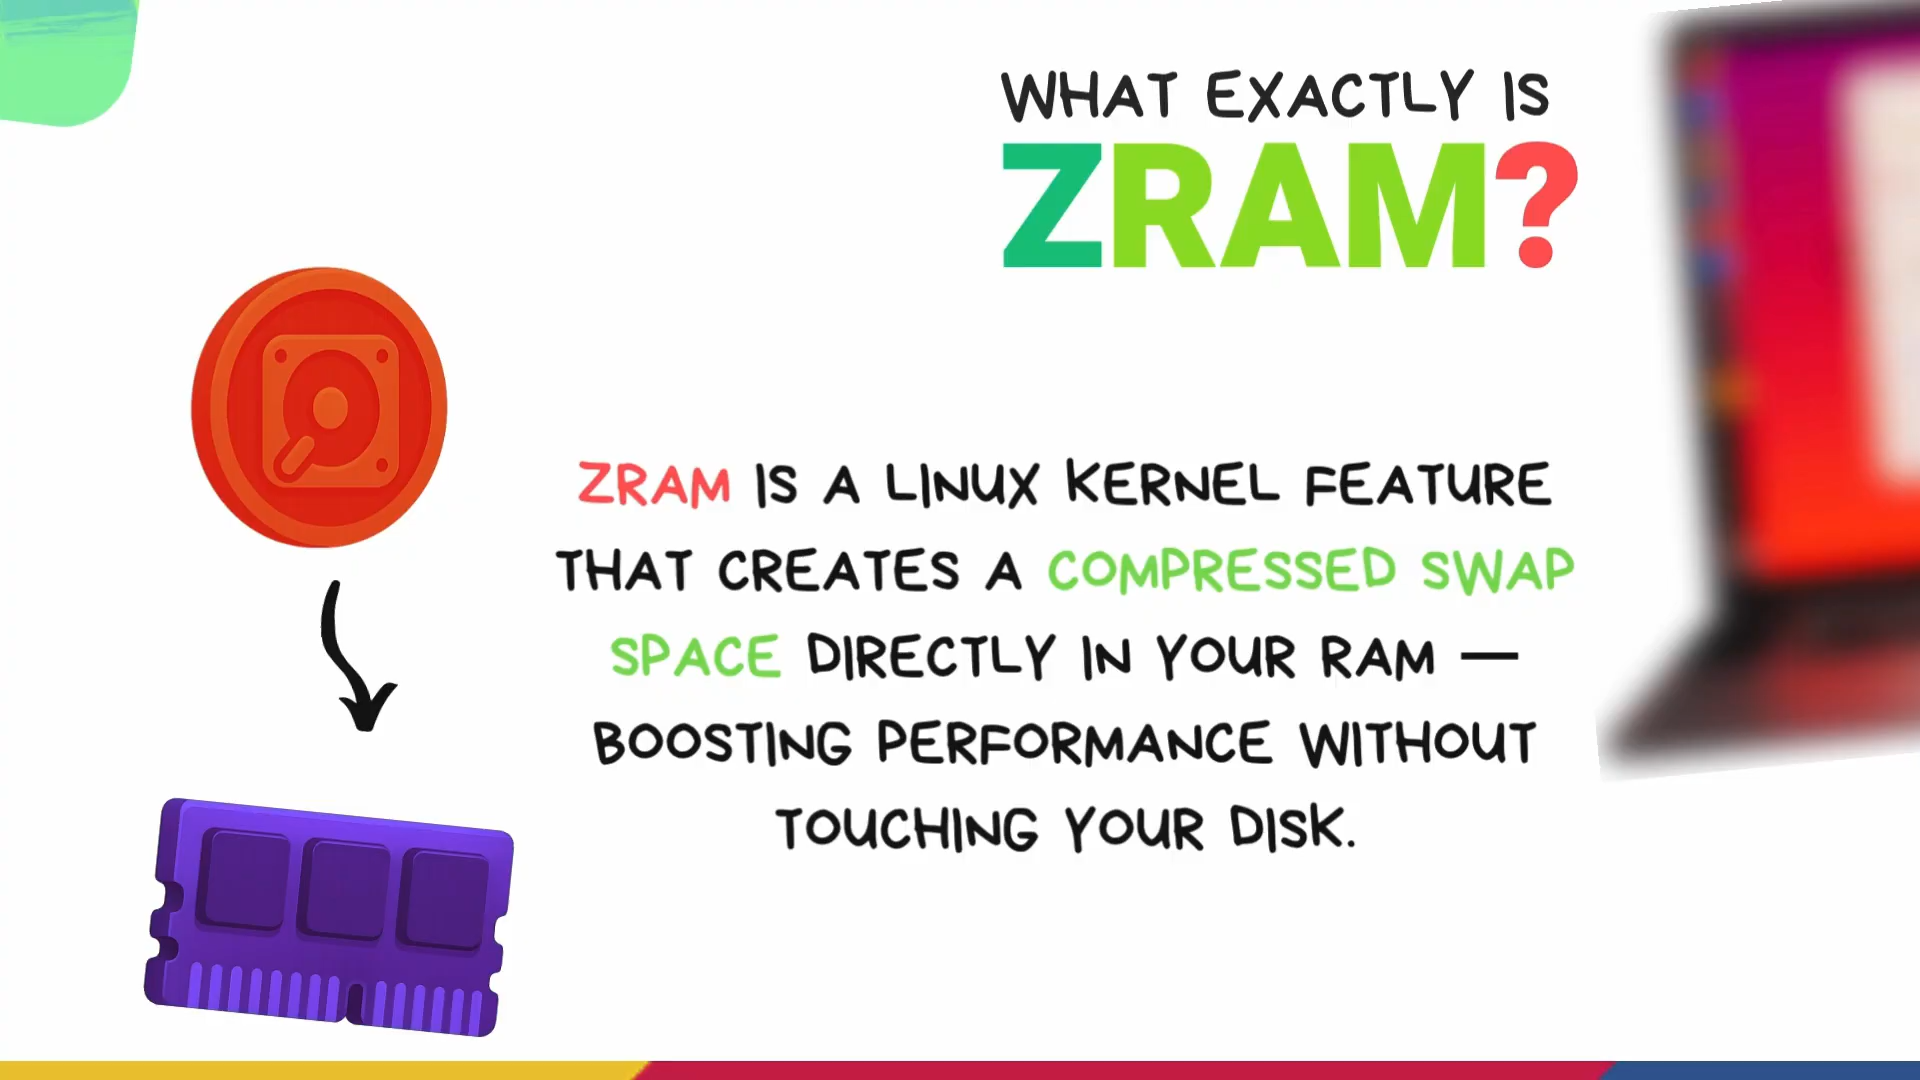 WHAT EXACTLY IS
ZRAM?
ZRAM IS A LINUX KERNEL FEATURE
THAT CREATES A COMPRESSED SWAP
SPACE DIRECTLY IN YOUR RAM —
BOOSTING PERFORMANCE WITHOUT
TOUCHING YOUR DISK.